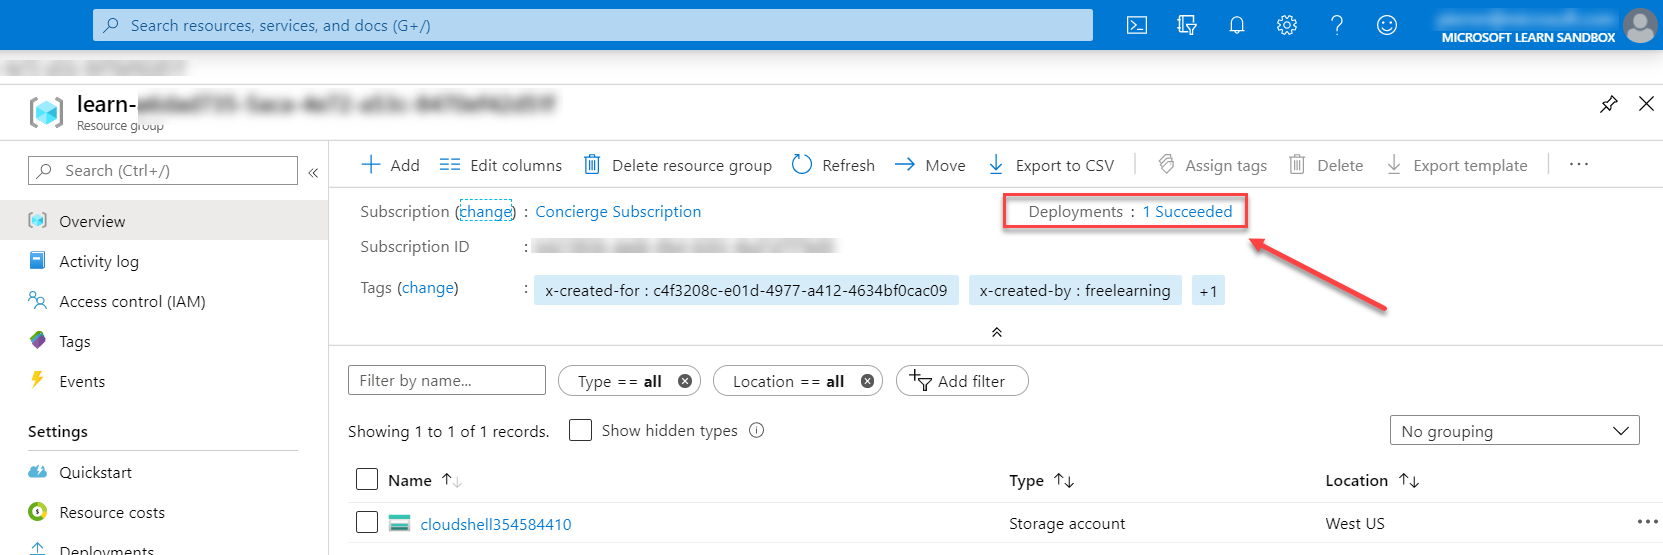 Search resources, services, and docs (G+/)
MICROSOFT LEARN SANDBOX
learn-
Resource group
Search (Ctrl+/)
«
Overview
Activity log
Access control (IAM)
Tags
Events
Settings
Quickstart
Resource costs
Deployments
Add Edit columns Delete resource group Refresh Move Export to CSV Assign tags Delete Export template ...
Subscription (change) : Concierge Subscription
Deployments : 1 Succeeded
Subscription ID :
Tags (change) : x-created-for : c4f3208c-e01d-4977-a412-4634bf0cac09 x-created-by : freelearning +1
Filter by name... Type == all Location == all Add filter
Showing 1 to 1 of 1 records. Show hidden types
No grouping
Name Type Location
cloudshell354584410 Storage account West US ...